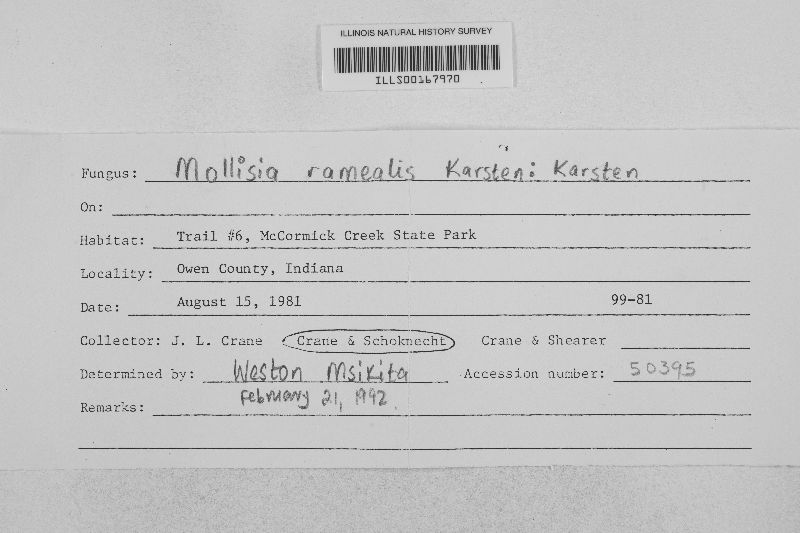 ILLINOIS NATURAL HISTORY SURVEY
ILLS00167970
Fungus: Mollisia ramealis Karsten: Karsten
On:
Habitat: Trail #6, McCormick Creek State Park
Locality: Owen County, Indiana
Date: August 15, 1981 99-81
Collector: J. L. Crane Crane & Schoknecht Crane & Shearer
Determined by: Weston Msikita Accession number: 50395
February 21, 1992
Remarks: